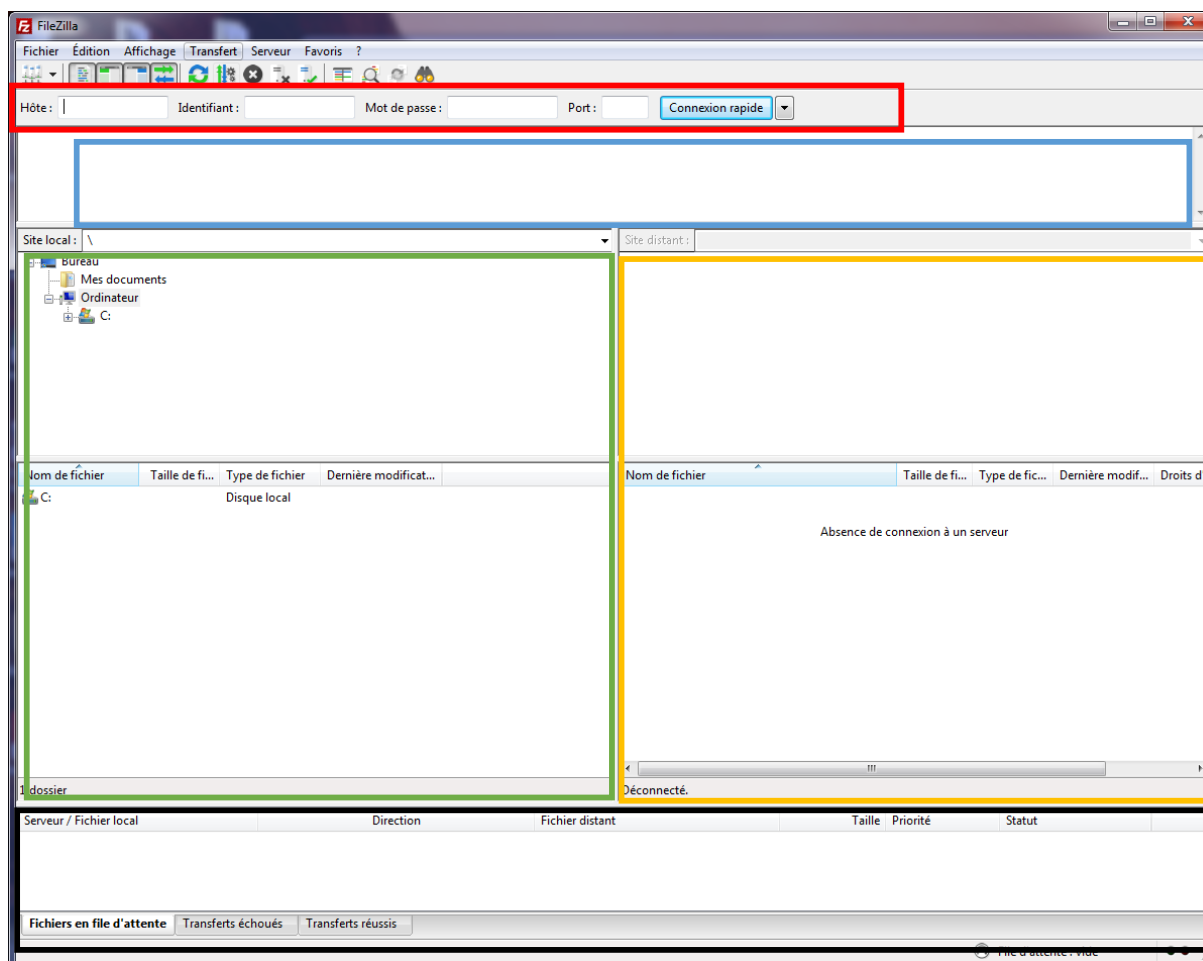 FileZilla
Fichier Édition Affichage Transfert Serveur Favoris ?
Hôte : Identifiant : Mot de passe : Port : Connexion rapide
Site local : \ Site distant :
Bureau
Mes documents
Ordinateur
C:
Nom de fichier Taille de fi... Type de fichier Dernière modificat... Nom de fichier Taille de fi... Type de fic... Dernière modif... Droits d'
C: Disque local
Absence de connexion à un serveur
1 dossier Déconnecté.
Serveur / Fichier local Direction Fichier distant Taille Priorité Statut
Fichiers en file d'attente Transferts échoués Transferts réussis
File d'attente : vide